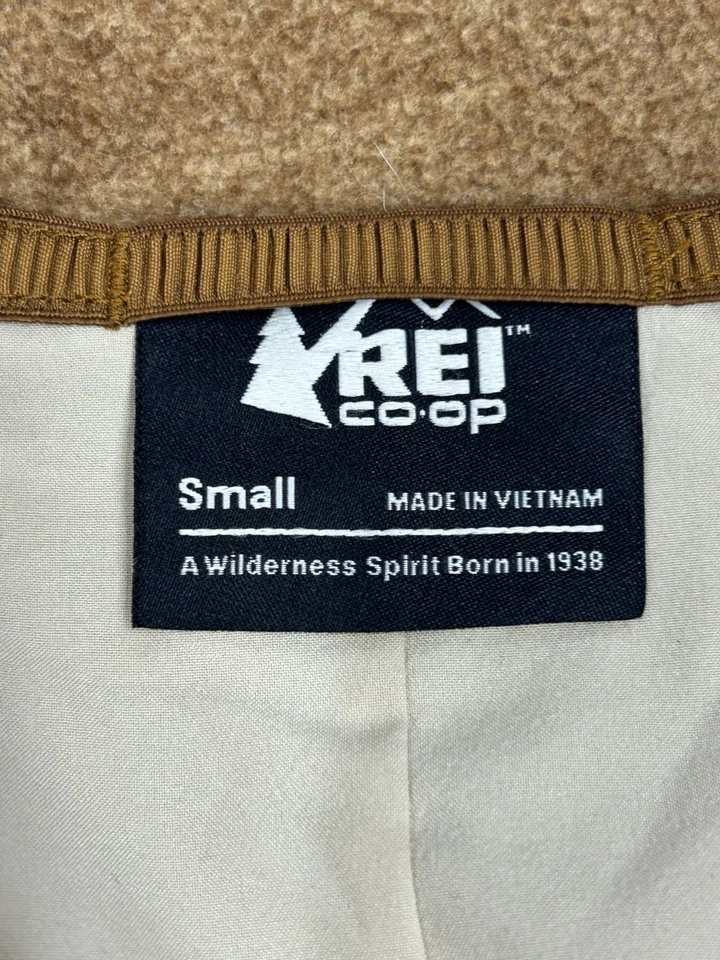 REI™
CO·OP
Small MADE IN VIETNAM
A Wilderness Spirit Born in 1938